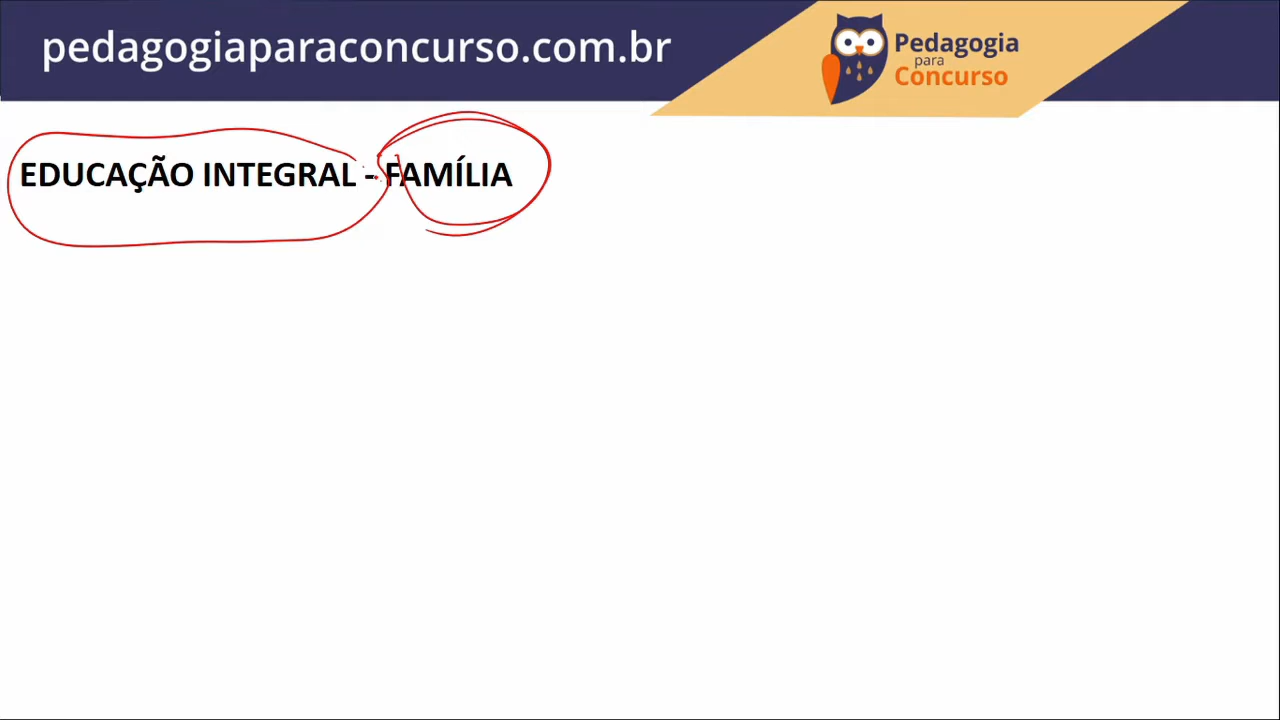 pedagogiaparaconcurso.com.br
Pedagogia
para
Concurso
EDUCAÇÃO INTEGRAL - FAMÍLIA